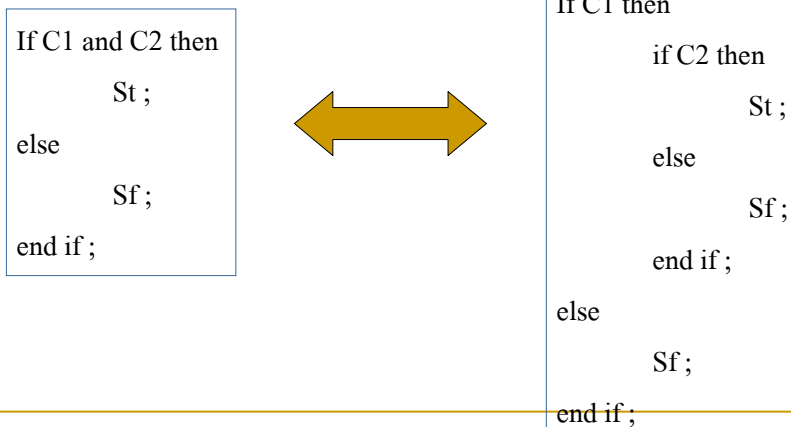 If C1 and C2 then
St ;
else
Sf ;
end if ;
If C1 then
if C2 then
St ;
else
Sf ;
end if ;
else
Sf ;
end if ;